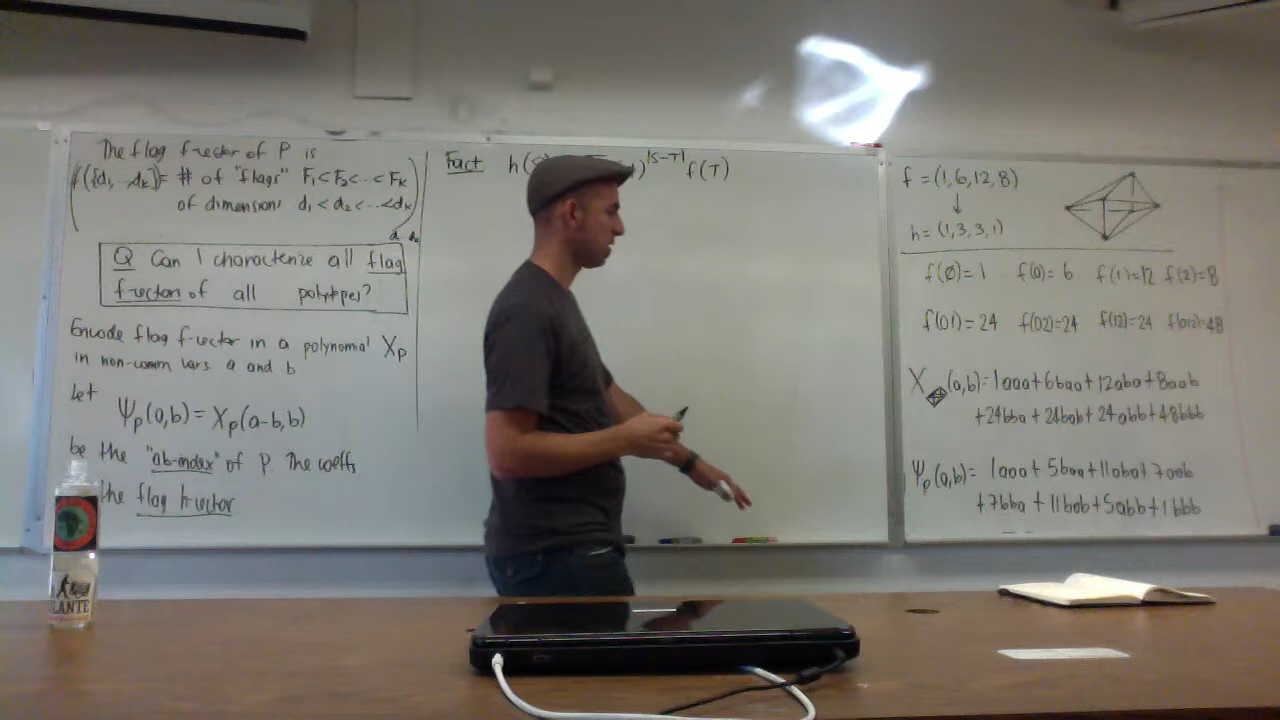 The flag f-vector of P is
f({d1,...,dk})= # of "flags" F1<F2<...<Fk
of dimensions d1<d2<...<dk
Q Can I characterize all flag
f-vectors of all polytopes?
Encode flag f-vector in a polynomial Xp
in non-comm vars a and b
Let
Ψp(a,b)=Xp(a-b,b)
be the "ab-index" of P. The coeffs
the flag h-vector
Fact h( )|S-T| f(T)
f=(1,6,12,8)
↓
h=(1,3,3,1)
f(∅)=1 f(0)=6 f(1)=12 f(2)=8
f(01)=24 f(02)=24 f(12)=24 f(012)=48
X (a,b)=1aaa+6baa+12aba+8aab
+24bba+24bab+24abb+48bbb
Ψp(a,b)= 1aaa+5baa+11aba+7aab
+7bba+11bab+5abb+1bbb
LANTE